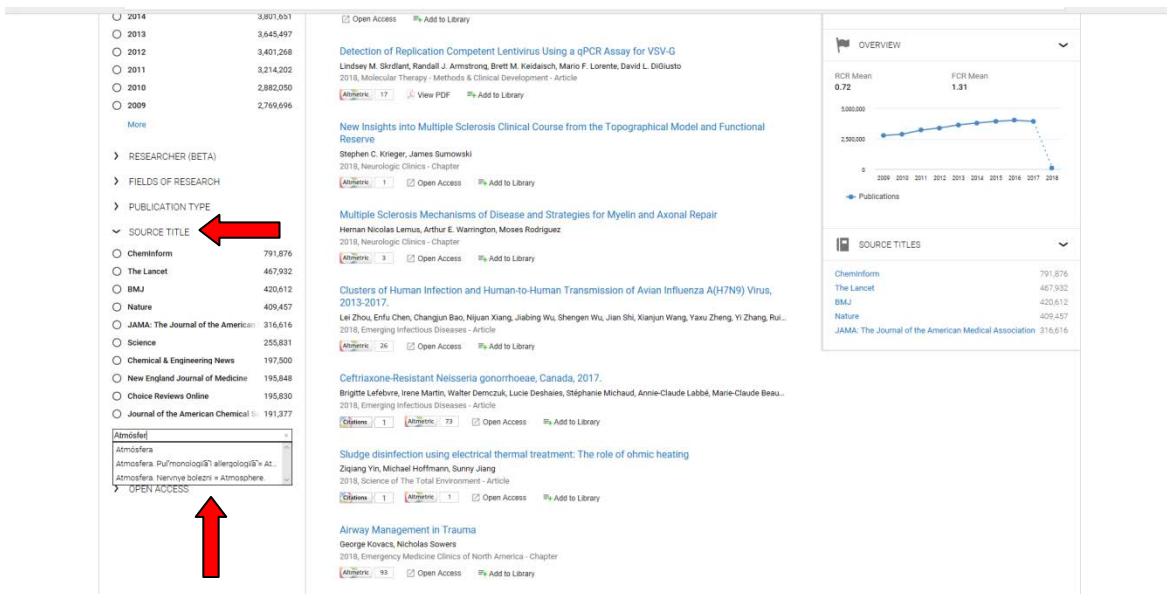 2014 3,801,651
2013 3,645,497
2012 3,401,268
2011 3,214,202
2010 2,882,050
2009 2,769,696
More
RESEARCHER (BETA)
FIELDS OF RESEARCH
PUBLICATION TYPE
SOURCE TITLE
ChemInform 791,876
The Lancet 467,932
BMJ 420,612
Nature 409,457
JAMA: The Journal of the American 316,616
Science 255,831
Chemical & Engineering News 197,500
New England Journal of Medicine 195,848
Choice Reviews Online 195,830
Journal of the American Chemical S 191,377
Atmósfer
Atmósfera
Atmosfera. Nervnye bolezni = Atmosphere.
OPEN ACCESS
Open Access Add to Library
Detection of Replication Competent Lentivirus Using a qPCR Assay for VSV-G
Lindsey M. Skrdlant, Randall J. Armstrong, Brett M. Keidaisch, Mario F. Lorente, David L. DiGiusto
2018, Molecular Therapy - Methods & Clinical Development - Article
Altmetric 17 View PDF Add to Library
New Insights into Multiple Sclerosis Clinical Course from the Topographical Model and Functional
Reserve
Stephen C. Krieger, James Sumowski
2018, Neurologic Clinics - Chapter
Altmetric 1 Open Access Add to Library
Multiple Sclerosis Mechanisms of Disease and Strategies for Myelin and Axonal Repair
Hernan Nicolas Lemus, Arthur E. Warrington, Moses Rodriguez
2018, Neurologic Clinics - Chapter
Altmetric 3 Open Access Add to Library
Clusters of Human Infection and Human-to-Human Transmission of Avian Influenza A(H7N9) Virus,
2013-2017.
Lei Zhou, Enfu Chen, Changjun Bao, Nijuan Xiang, Jiabing Wu, Shengen Wu, Jian Shi, Xianjun Wang, Yaxu Zheng, Yi Zhang, Rui...
2018, Emerging Infectious Diseases - Article
Altmetric 26 Open Access Add to Library
Ceftriaxone-Resistant Neisseria gonorrhoeae, Canada, 2017.
Brigitte Lefebvre, Irene Martin, Walter Demczuk, Lucie Deshaies, Stéphanie Michaud, Annie-Claude Labbé, Marie-Claude Beau...
2018, Emerging Infectious Diseases - Article
Citations 1 Altmetric 73 Open Access Add to Library
Sludge disinfection using electrical thermal treatment: The role of ohmic heating
Ziqiang Yin, Michael Hoffmann, Sunny Jiang
2018, Science of The Total Environment - Article
Citations 1 Altmetric 1 Open Access Add to Library
Airway Management in Trauma
George Kovacs, Nicholas Sowers
2018, Emergency Medicine Clinics of North America - Chapter
Altmetric 93 Open Access Add to Library
OVERVIEW
RCR Mean FCR Mean
0.72 1.31
5,000,000
2,500,000
0
2009 2010 2011 2012 2013 2014 2015 2016 2017 2018
Publications
SOURCE TITLES
ChemInform 791,876
The Lancet 467,932
BMJ 420,612
Nature 409,457
JAMA: The Journal of the American Medical Association 316,616